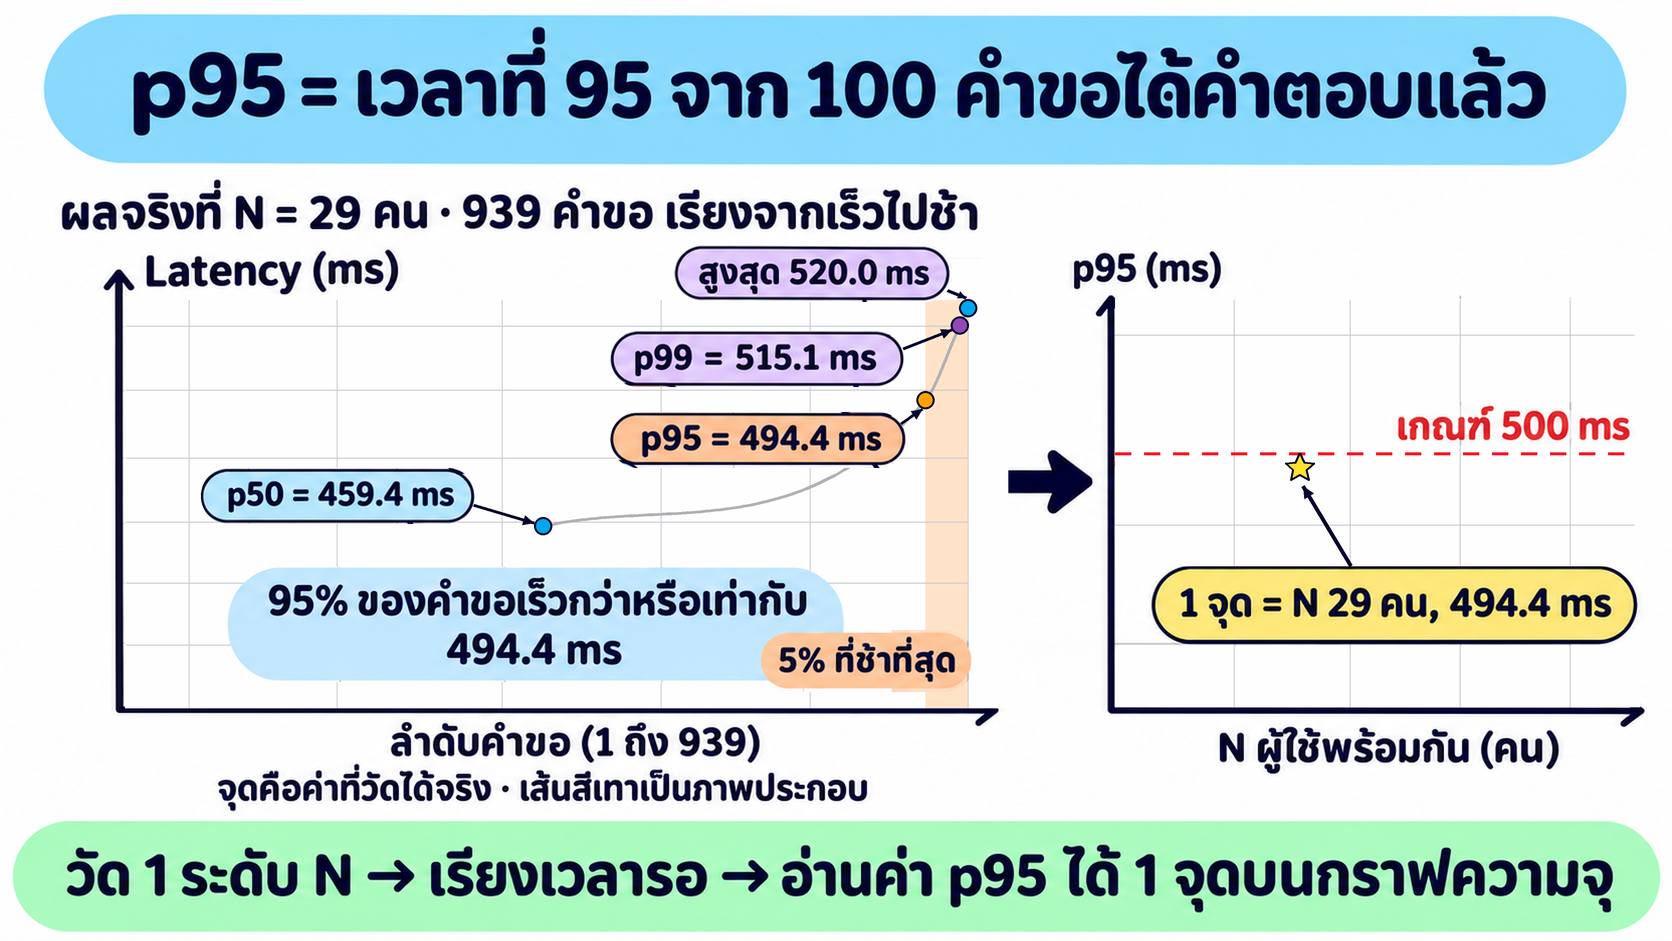 p95 = เวลาที่ 95 จาก 100 คำขอได้คำตอบแล้ว
ผลจริงที่ N = 29 คน · 939 คำขอ เรียงจากเร็วไปช้า
Latency (ms)
สูงสุด 520.0 ms
p99 = 515.1 ms
p95 = 494.4 ms
p50 = 459.4 ms
95% ของคำขอเร็วกว่าหรือเท่ากับ
494.4 ms
5% ที่ช้าที่สุด
ลำดับคำขอ (1 ถึง 939)
จุดคือค่าที่วัดได้จริง · เส้นสีเทาเป็นภาพประกอบ
p95 (ms)
เกณฑ์ 500 ms
1 จุด = N 29 คน, 494.4 ms
N ผู้ใช้พร้อมกัน (คน)
วัด 1 ระดับ N → เรียงเวลารอ → อ่านค่า p95 ได้ 1 จุดบนกราฟความจุ